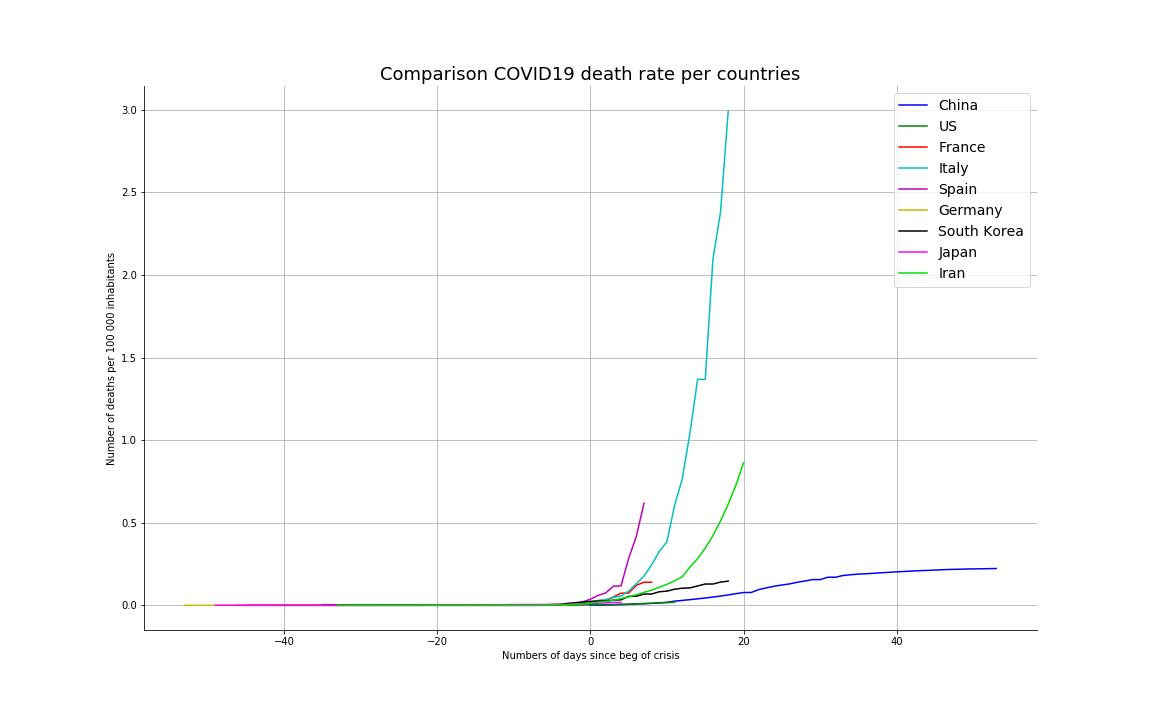 Comparison COVID19 death rate per countries
China
US
France
Italy
Spain
Germany
South Korea
Japan
Iran
3.0
2.5
2.0
1.5
1.0
0.5
0.0
Number of deaths per 100 000 inhabitants
−40
−20
0
20
40
Numbers of days since beg of crisis